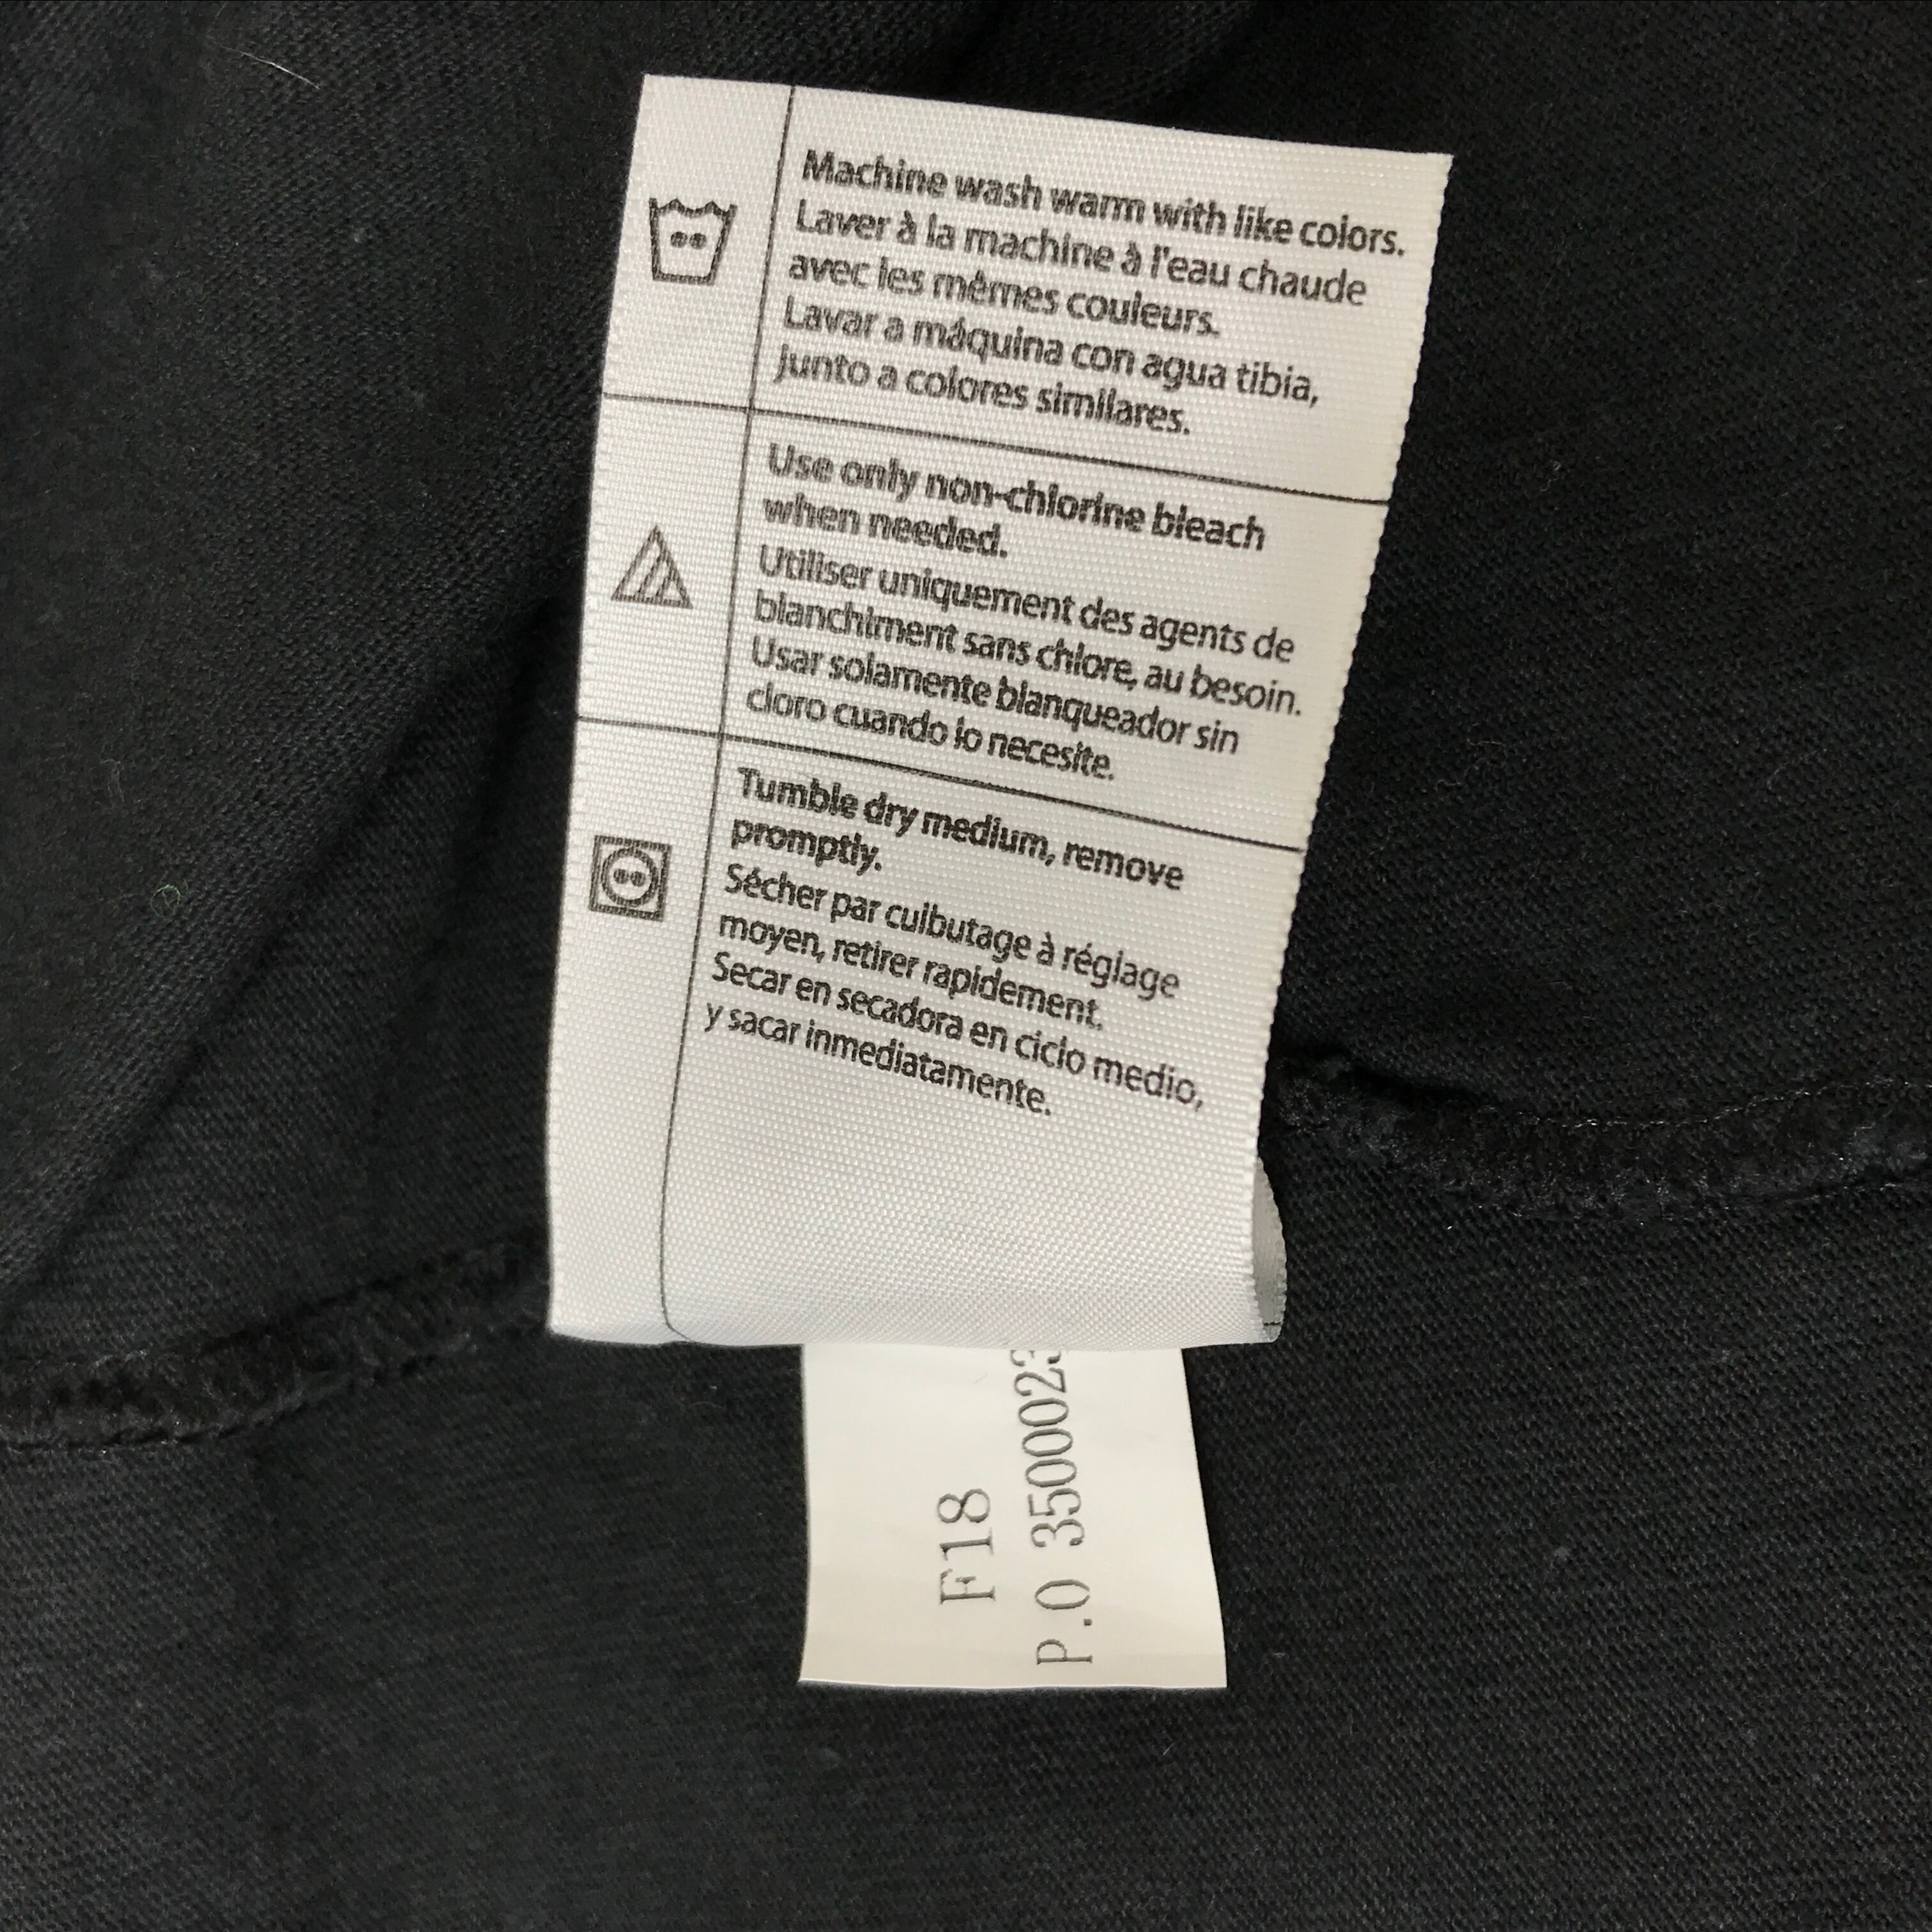 Machine wash warm with like colors.
Laver à la machine à l'eau chaude
avec les mêmes couleurs.
Lavar a máquina con agua tibia,
junto a colores similares.
Use only non-chlorine bleach
when needed.
Utiliser uniquement des agents de
blanchiment sans chlore, au besoin.
Usar solamente blanqueador sin
cloro cuando lo necesite.
Tumble dry medium, remove
promptly.
Sécher par culbutage à réglage
moyen, retirer rapidement.
Secar en secadora en ciclo medio,
y sacar inmediatamente.
F18
P.O